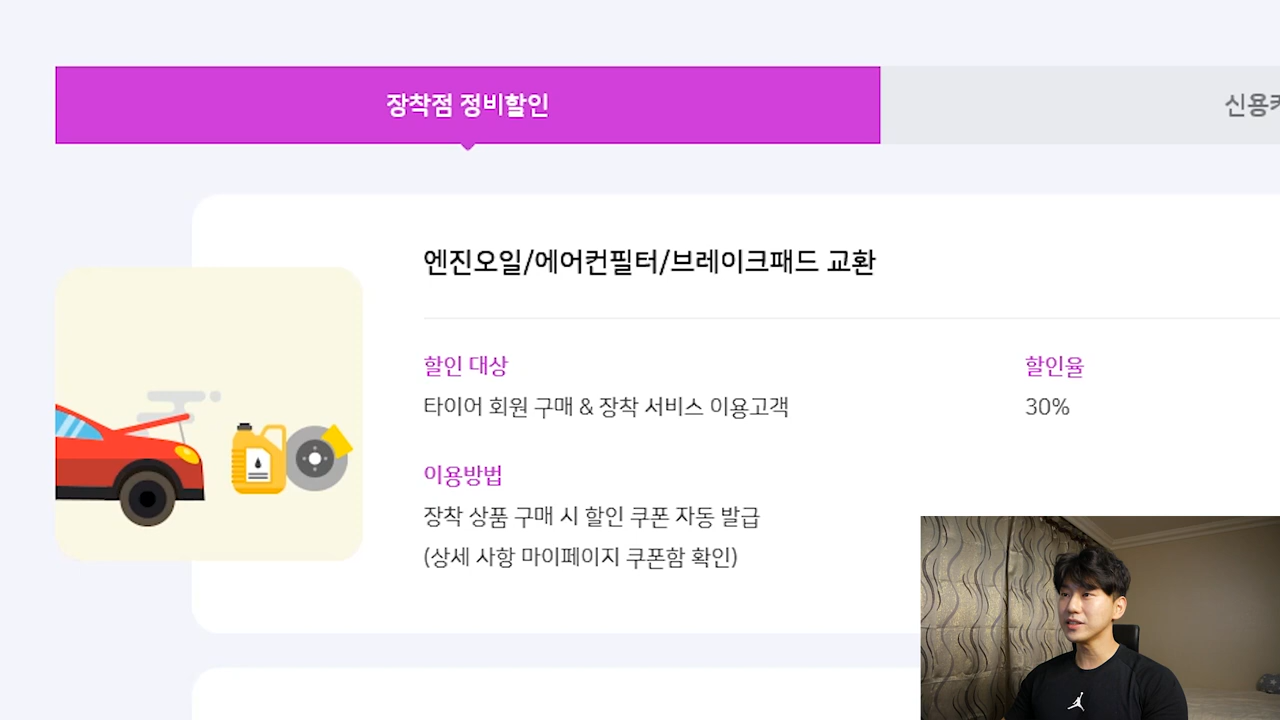 장착점 정비할인
엔진오일/에어컨필터/브레이크패드 교환
할인 대상
할인율
타이어 회원 구매 & 장착 서비스 이용고객
30%
이용방법
장착 상품 구매 시 할인 쿠폰 자동 발급
(상세 사항 마이페이지 쿠폰함 확인)